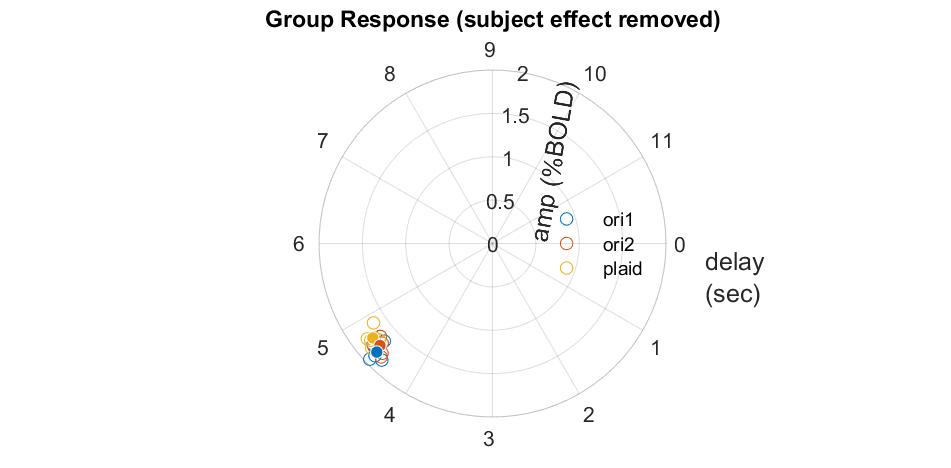 Group Response (subject effect removed)
9
8
2
10
7
1.5
11
1
0.5
amp (%BOLD)
ori1
6
0
ori2
0
delay
(sec)
plaid
5
1
4
2
3